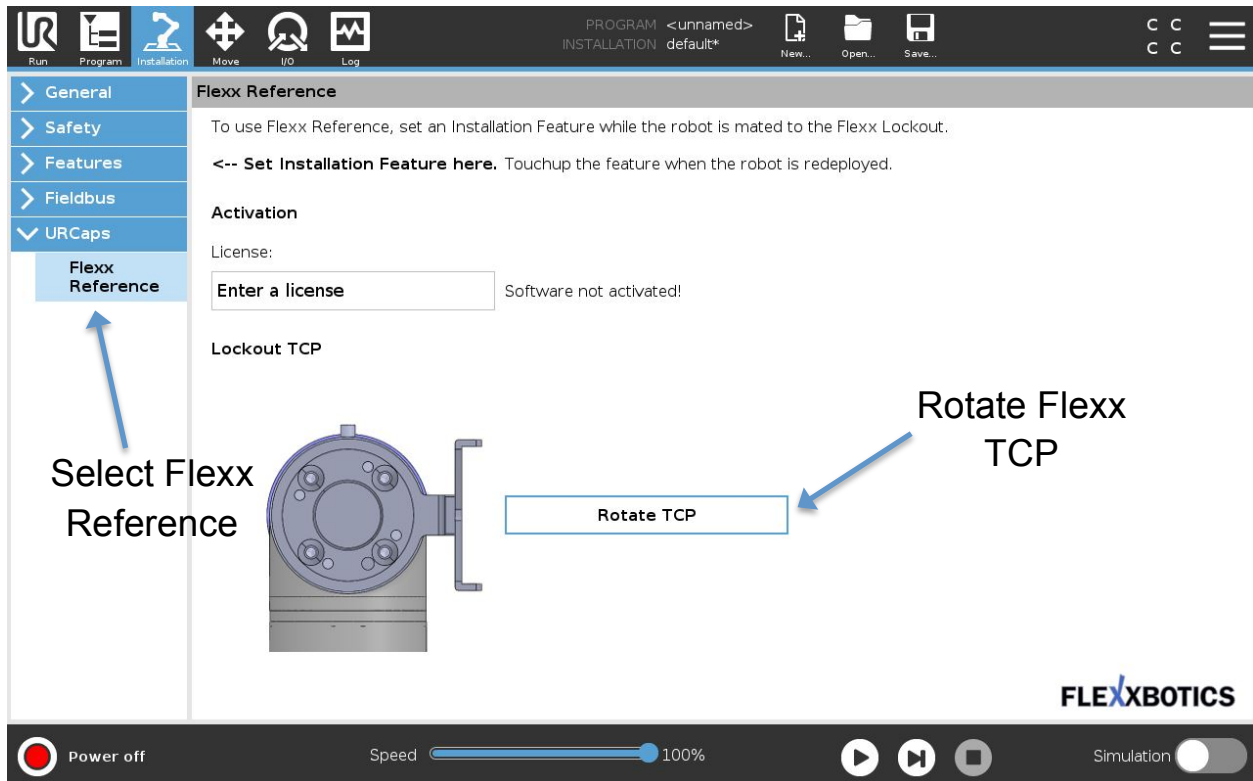 PROGRAM <unnamed>
INSTALLATION default*
C C
C C
Run Program Installation Move I/O Log New... Open... Save...
General
Flexx Reference
Safety
To use Flexx Reference, set an Installation Feature while the robot is mated to the Flexx Lockout.
Features
<-- Set Installation Feature here. Touchup the feature when the robot is redeployed.
Fieldbus
Activation
URCaps
License:
Flexx
Reference
Enter a license
Software not activated!
Lockout TCP
Rotate Flexx
TCP
Select Flexx
Reference
Rotate TCP
FLEXXBOTICS
Power off
Speed
100%
Simulation